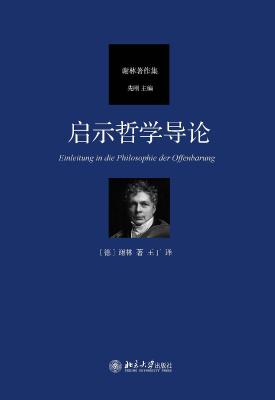 谢林著作集
先刚 主编
启示哲学导论
Einleitung in die Philosophie der Offenbarung
［德］谢林 著 王丁 译
北京大学出版社